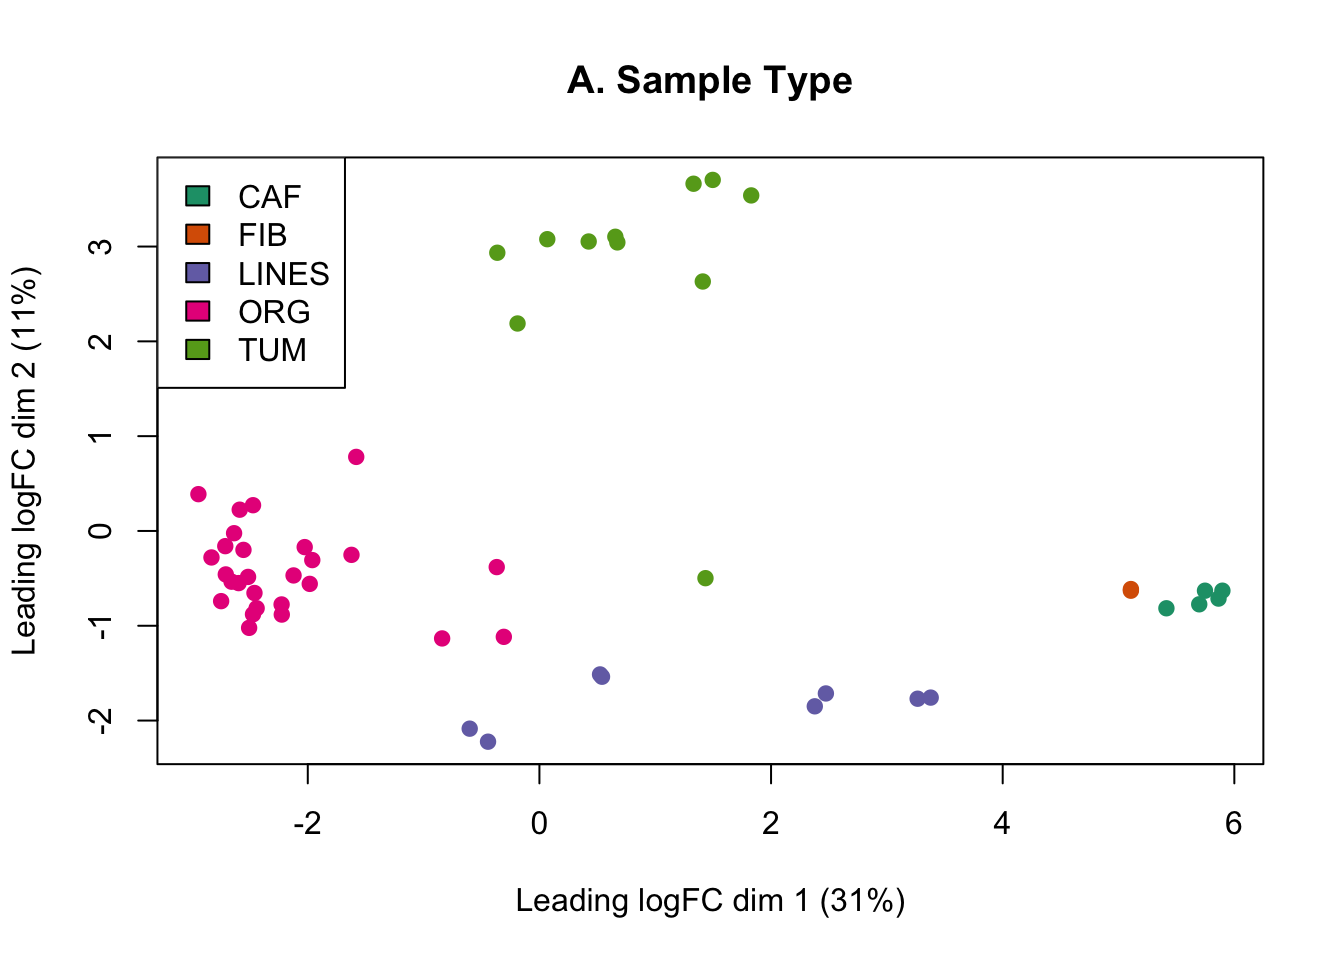 A. Sample Type
CAF
FIB
LINES
ORG
TUM
Leading logFC dim 2 (11%)
3
2
1
0
-1
-2
-2 0 2 4 6
Leading logFC dim 1 (31%)